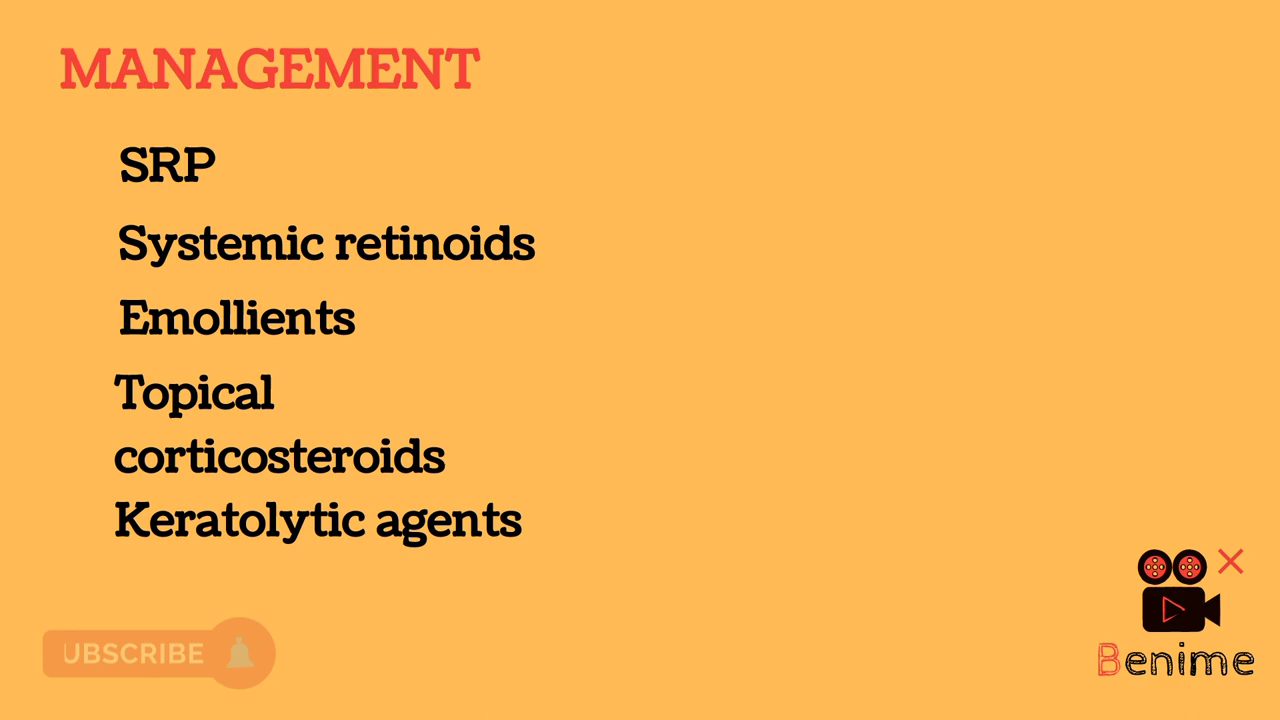 MANAGEMENT
SRP
Systemic retinoids
Emollients
Topical
corticosteroids
Keratolytic agents
UBSCRIBE
Benime